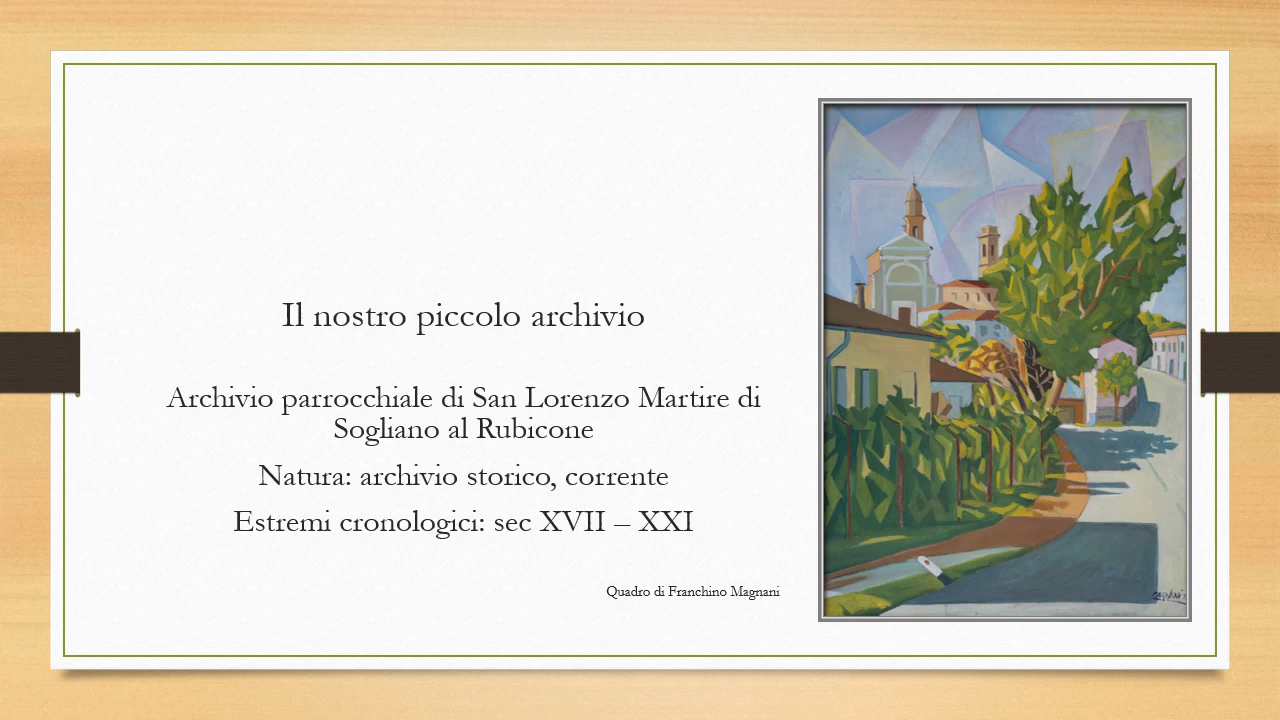 Il nostro piccolo archivio
Archivio parrocchiale di San Lorenzo Martire di
Sogliano al Rubicone
Natura: archivio storico, corrente
Estremi cronologici: sec XVII – XXI
Quadro di Franchino Magnani